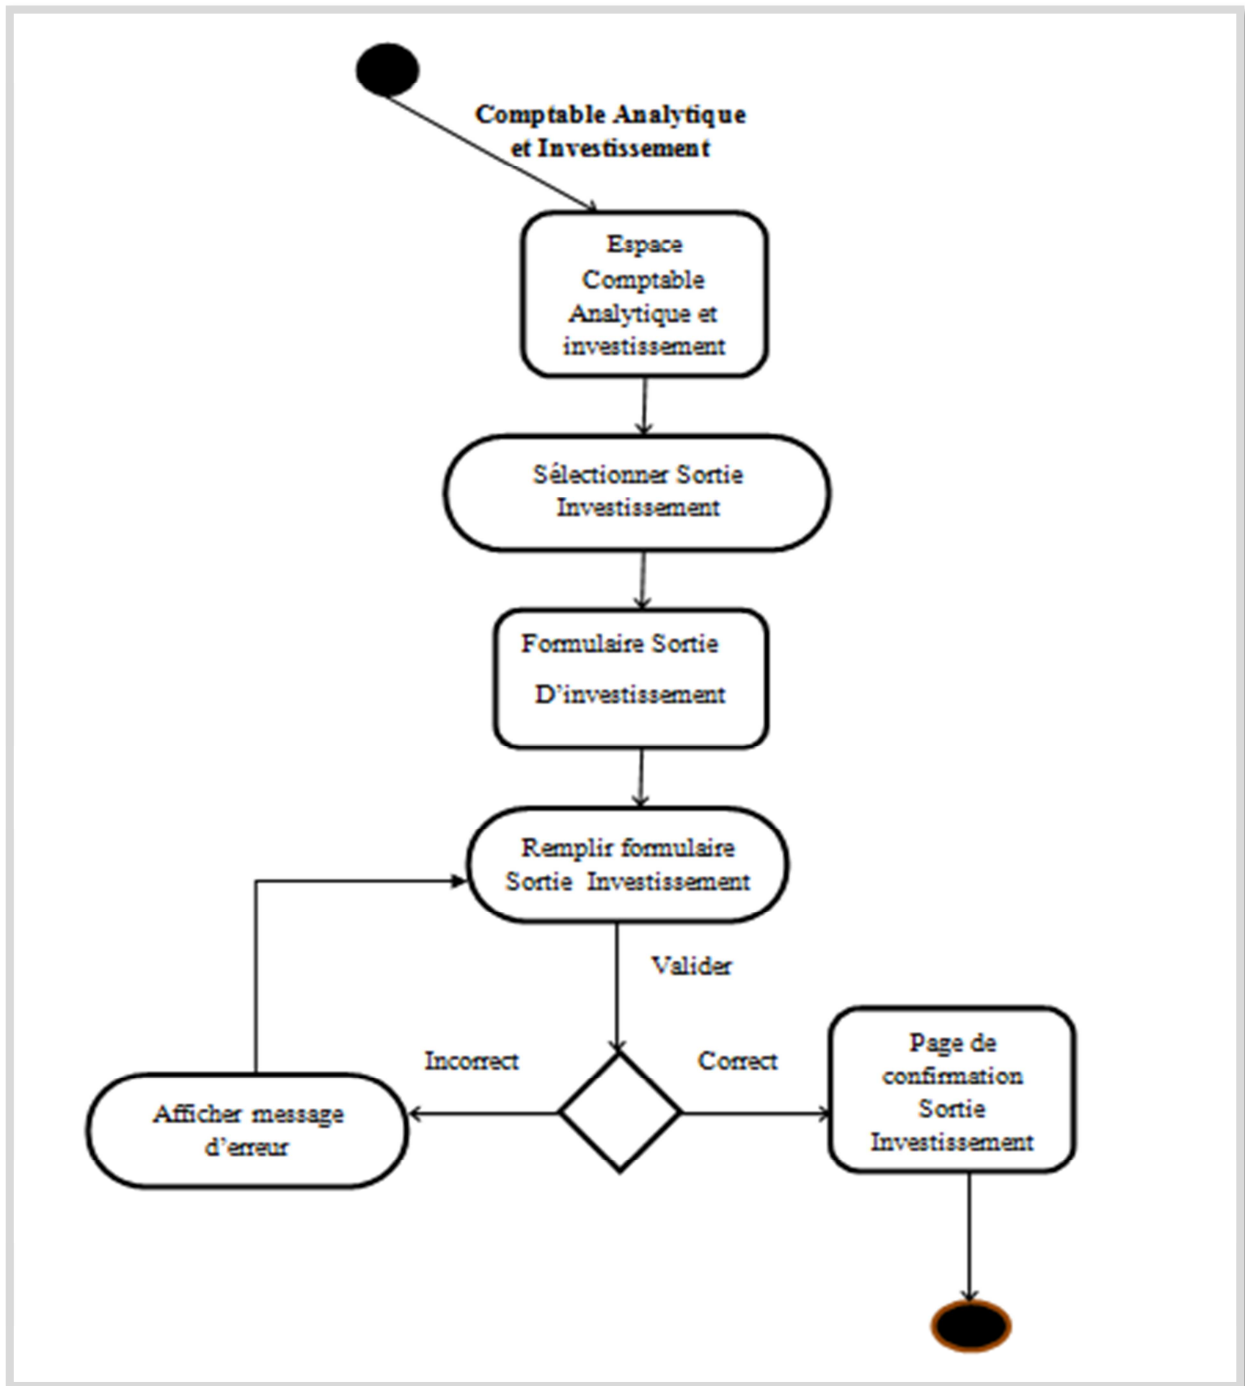 Comptable Analytique
et Investissement
Espace
Comptable
Analytique et
investissement
Sélectionner Sortie
Investissement
Formulaire Sortie
D'investissement
Remplir formulaire
Sortie Investissement
Valider
Incorrect
Correct
Afficher message
d'erreur
Page de
confirmation
Sortie
Investissement